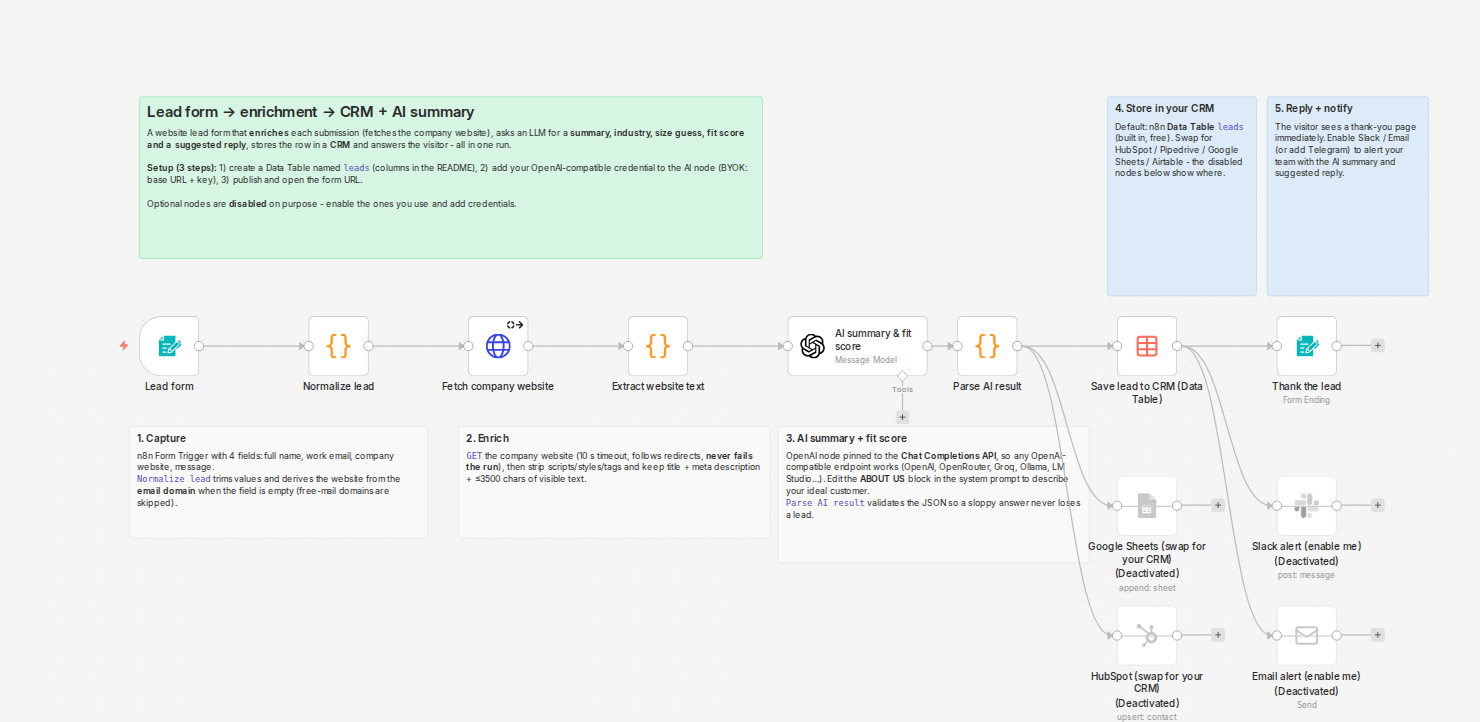 Lead form → enrichment → CRM + AI summary
A website lead form that enriches each submission (fetches the company website), asks an LLM for a summary, industry, size guess, fit score
and a suggested reply, stores the row in a CRM and answers the visitor - all in one run.
Setup (3 steps): 1) create a Data Table named leads (columns in the README), 2) add your OpenAI-compatible credential to the AI node (BYOK:
base URL + key), 3) publish and open the form URL.
Optional nodes are disabled on purpose - enable the ones you use and add credentials.
4. Store in your CRM
Default: n8n Data Table leads
(built in, free). Swap for
HubSpot / Pipedrive / Google
Sheets / Airtable - the disabled
nodes below show where.
5. Reply + notify
The visitor sees a thank-you page
immediately. Enable Slack / Email
(or add Telegram) to alert your
team with the AI summary and
suggested reply.
Lead form
Normalize lead
Fetch company website
Extract website text
AI summary & fit
score
Message Model
Tools
Parse AI result
Save lead to CRM (Data
Table)
Thank the lead
Form Ending
1. Capture
n8n Form Trigger with 4 fields: full name, work email, company
website, message.
Normalize lead trims values and derives the website from the
email domain when the field is empty (free-mail domains are
skipped).
2. Enrich
GET the company website (10 s timeout, follows redirects, never fails
the run), then strip scripts/styles/tags and keep title + meta description
+ ≤3500 chars of visible text.
3. AI summary + fit score
OpenAI node pinned to the Chat Completions API, so any OpenAI-
compatible endpoint works (OpenAI, OpenRouter, Groq, Ollama, LM
Studio...). Edit the ABOUT US block in the system prompt to describe
your ideal customer.
Parse AI result validates the JSON so a sloppy answer never loses
a lead.
Google Sheets (swap for
your CRM)
(Deactivated)
append: sheet
Slack alert (enable me)
(Deactivated)
post: message
HubSpot (swap for your
CRM)
(Deactivated)
upsert: contact
Email alert (enable me)
(Deactivated)
Send